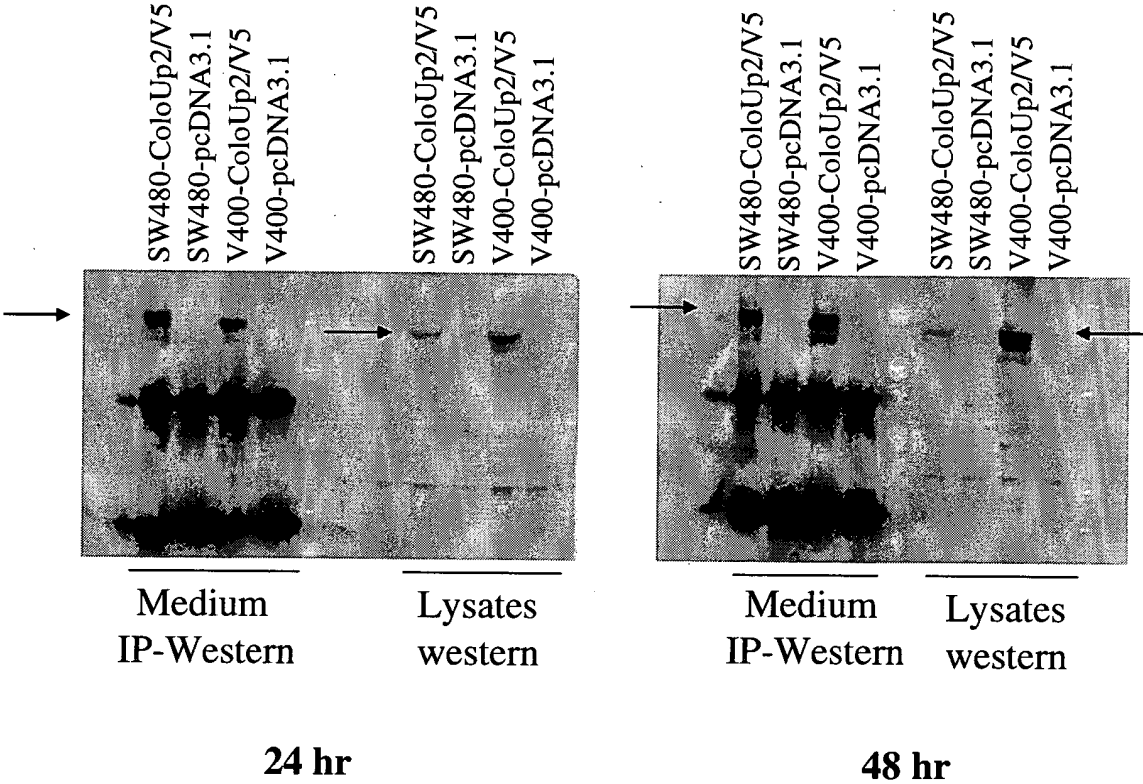 SW480-ColoUp2/V5
SW480-pcDNA3.1
V400-ColoUp2/V5
V400-pcDNA3.1
SW480-ColoUp2/V5
SW480-pcDNA3.1
V400-ColoUp2/V5
V400-pcDNA3.1
Medium
IP-Western
Lysates
western
24 hr
SW480-ColoUp2/V5
SW480-pcDNA3.1
V400-ColoUp2/V5
V400-pcDNA3.1
SW480-ColoUp2/V5
SW480-pcDNA3.1
V400-ColoUp2/V5
V400-pcDNA3.1
Medium
IP-Western
Lysates
western
48 hr